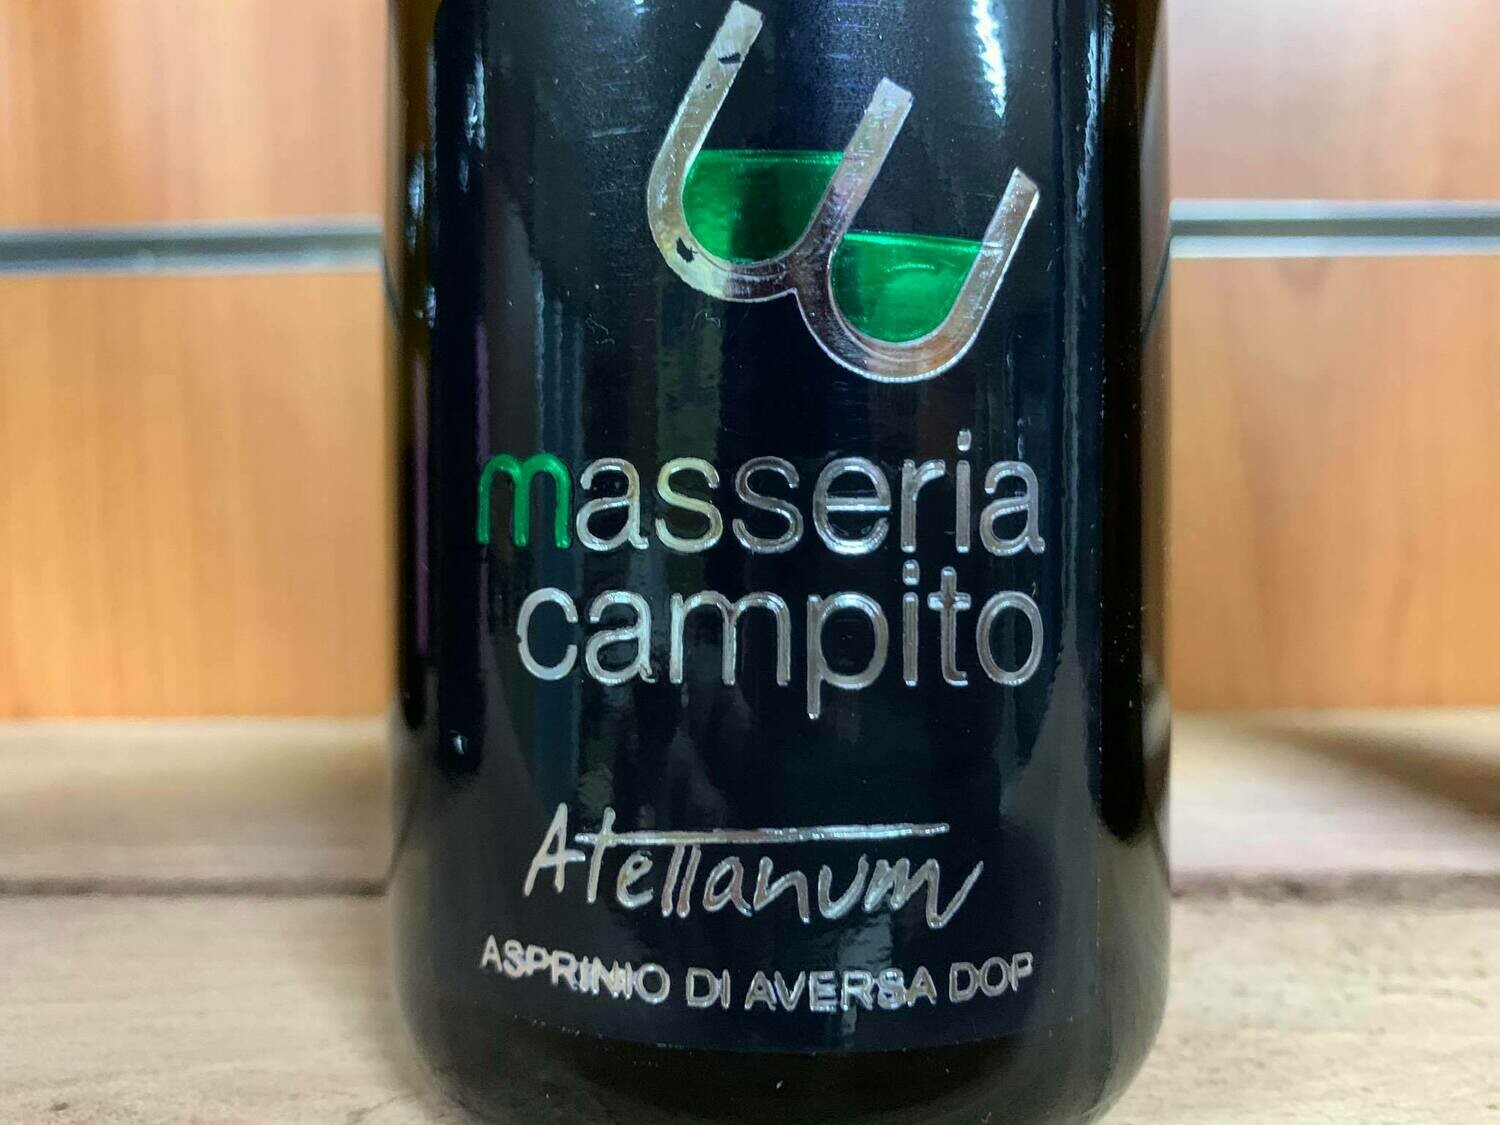 masseria
campito
Atellanum
ASPRINIO DI AVERSA DOP